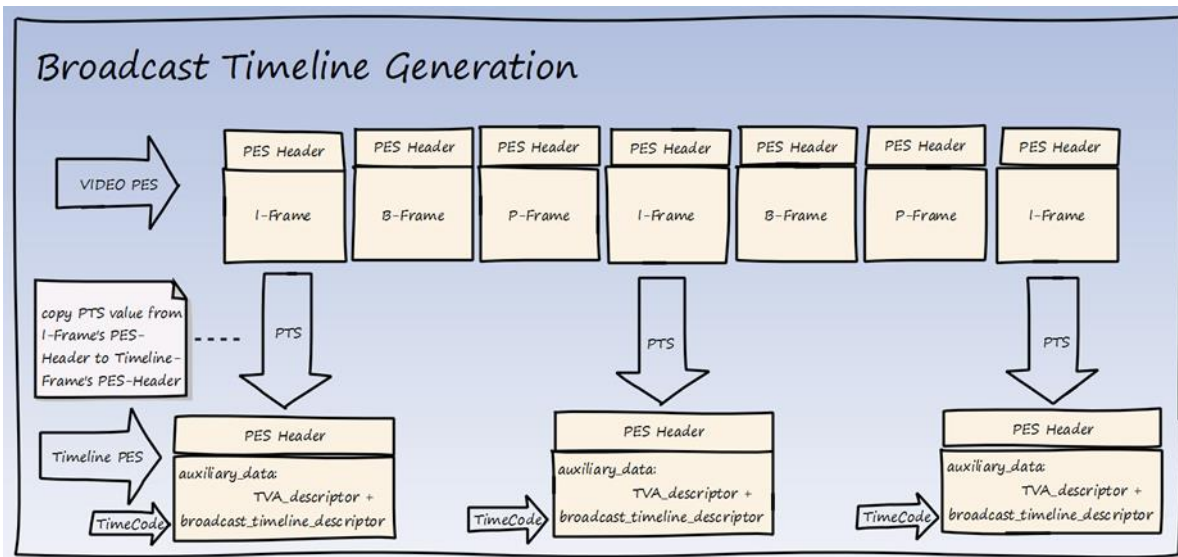 Broadcast Timeline Generation
VIDEO PES
PES Header
PES Header
PES Header
PES Header
PES Header
PES Header
PES Header
I-Frame
B-Frame
P-Frame
I-Frame
B-Frame
P-Frame
I-Frame
copy PTS value from
I-Frame's PES-
Header to Timeline-
Frame's PES-Header
PTS
PTS
PTS
Timeline PES
PES Header
auxiliary_data:
TVA_descriptor +
broadcast_timeline_descriptor
TimeCode
PES Header
auxiliary_data:
TVA_descriptor +
broadcast_timeline_descriptor
TimeCode
PES Header
auxiliary_data:
TVA_descriptor +
broadcast_timeline_descriptor
TimeCode